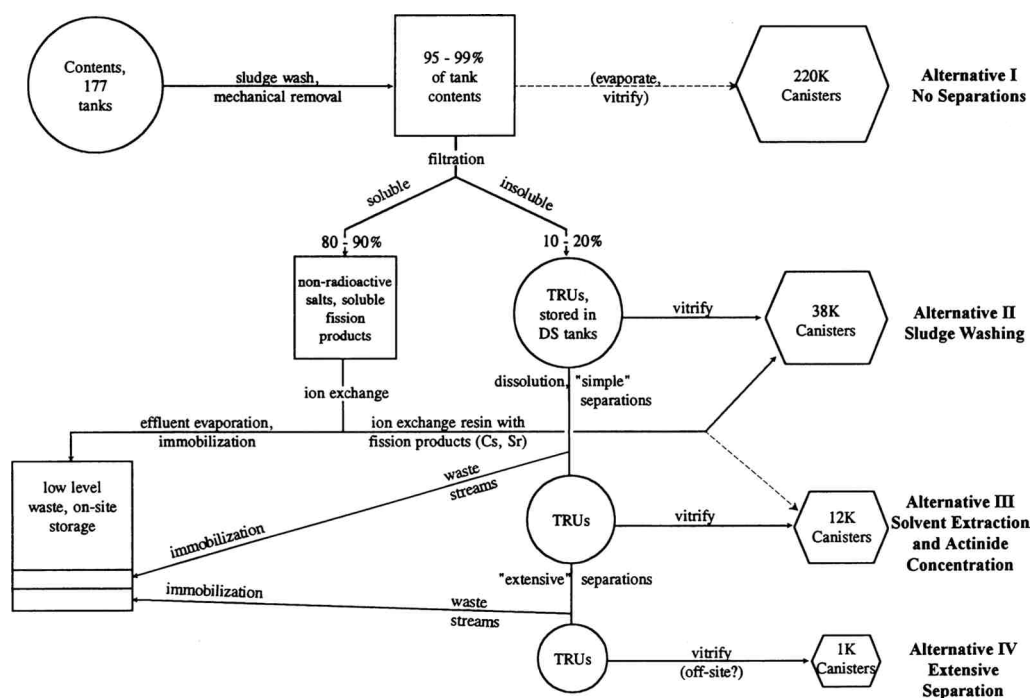 Contents,
177
tanks
sludge wash,
mechanical removal
95 - 99%
of tank
contents
(evaporate,
vitrify)
220K
Canisters
Alternative I
No Separations
filtration
soluble
insoluble
80 - 90%
10 - 20%
non-radioactive
salts, soluble
fission
products
TRUs,
stored in
DS tanks
vitrify
38K
Canisters
Alternative II
Sludge Washing
ion exchange
dissolution, "simple"
separations
effluent evaporation,
immobilization
ion exchange resin with
fission products (Cs, Sr)
low level
waste, on-site
storage
waste
streams
immobilization
TRUs
vitrify
12K
Canisters
Alternative III
Solvent Extraction
and Actinide
Concentration
"extensive" separations
immobilization
waste
streams
TRUs
vitrify
(off-site?)
1K
Canisters
Alternative IV
Extensive
Separation